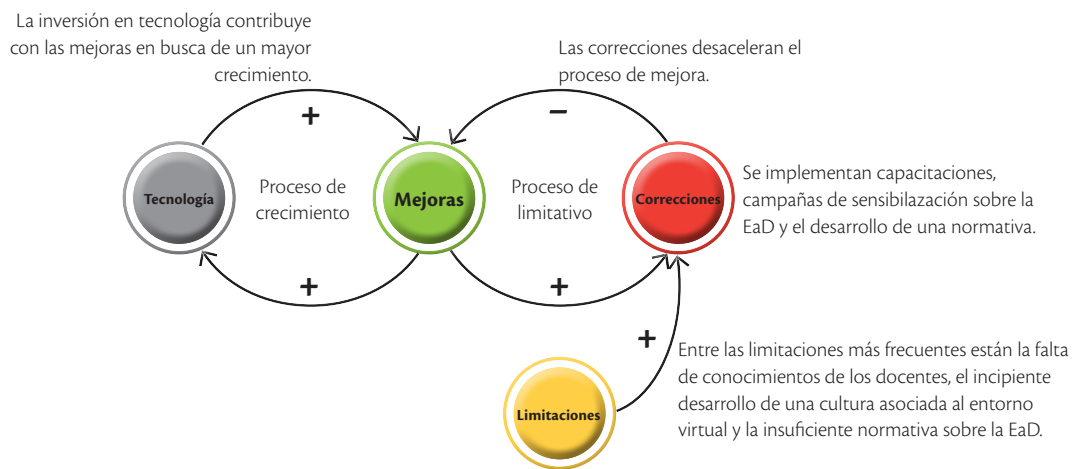 La inversión en tecnología contribuye
con las mejoras en busca de un mayor
crecimiento.
Las correcciones desaceleran el
proceso de mejora.
+
−
Tecnología
Proceso de
crecimiento
Mejoras
Proceso de
limitativo
Correcciones
Se implementan capacitaciones,
campañas de sensibilazación sobre la
EaD y el desarrollo de una normativa.
+
+
+
Limitaciones
Entre las limitaciones más frecuentes están la falta
de conocimientos de los docentes, el incipiente
desarrollo de una cultura asociada al entorno
virtual y la insuficiente normativa sobre la EaD.